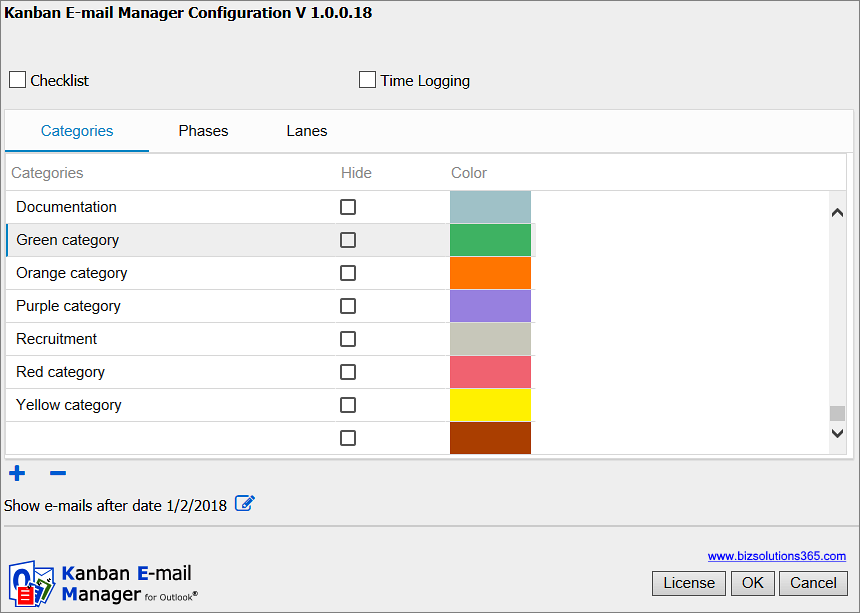 Kanban E-mail Manager Configuration V 1.0.0.18
Checklist Time Logging
Categories Phases Lanes
Categories Hide Color
Documentation
Green category
Orange category
Purple category
Recruitment
Red category
Yellow category
Show e-mails after date 1/2/2018
www.bizsolutions365.com
Kanban E-mail
Manager for Outlook®
License OK Cancel